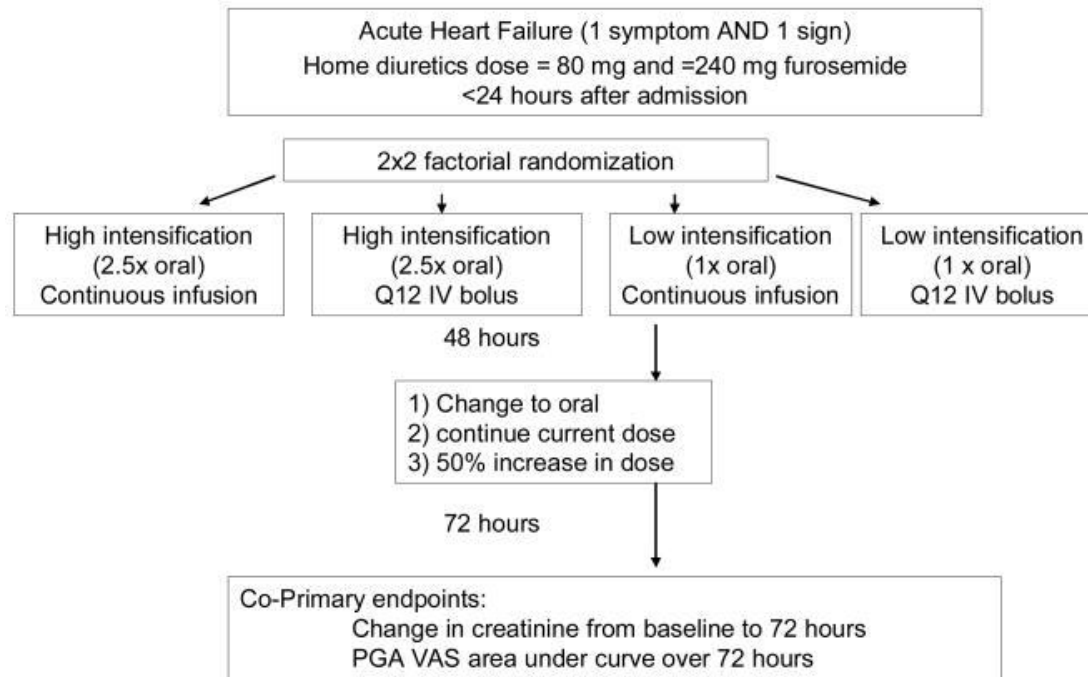 Acute Heart Failure (1 symptom AND 1 sign)
Home diuretics dose = 80 mg and =240 mg furosemide
<24 hours after admission
2x2 factorial randomization
High intensification
(2.5x oral)
Continuous infusion
High intensification
(2.5x oral)
Q12 IV bolus
Low intensification
(1x oral)
Continuous infusion
Low intensification
(1 x oral)
Q12 IV bolus
48 hours
1) Change to oral
2) continue current dose
3) 50% increase in dose
72 hours
Co-Primary endpoints:
Change in creatinine from baseline to 72 hours
PGA VAS area under curve over 72 hours